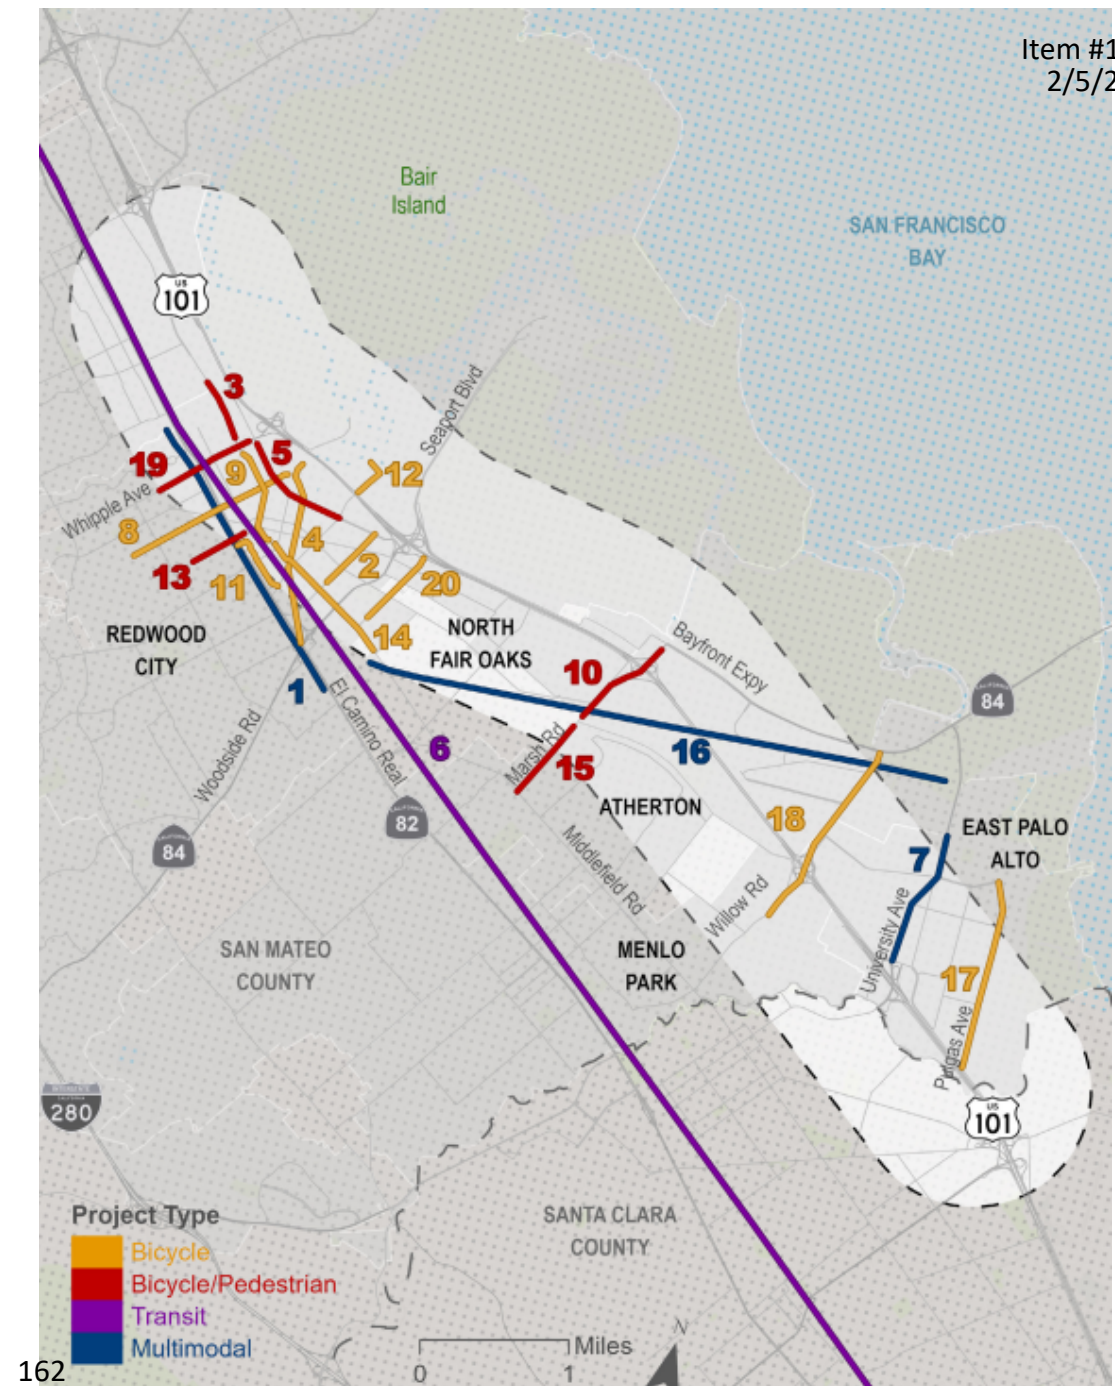 Item #1
2/5/2
Bair
Island
SAN FRANCISCO
BAY
US
101
Seaport Blvd
3
19
9
5
12
Whipple Ave
8
4
2
13
11
20
REDWOOD
CITY
14
NORTH
FAIR OAKS
Bayfront Expy
10
1
El Camino Real
6
Woodside Rd
Marsh Rd
15
16
84
ATHERTON
82
84
18
EAST PALO
ALTO
7
Middlefield Rd
Willow Rd
University Ave
SAN MATEO
COUNTY
MENLO
PARK
17
Pulgas Ave
280
US
101
SANTA CLARA
COUNTY
Project Type
Bicycle
Bicycle/Pedestrian
Transit
Multimodal
N
Miles
0 1
162